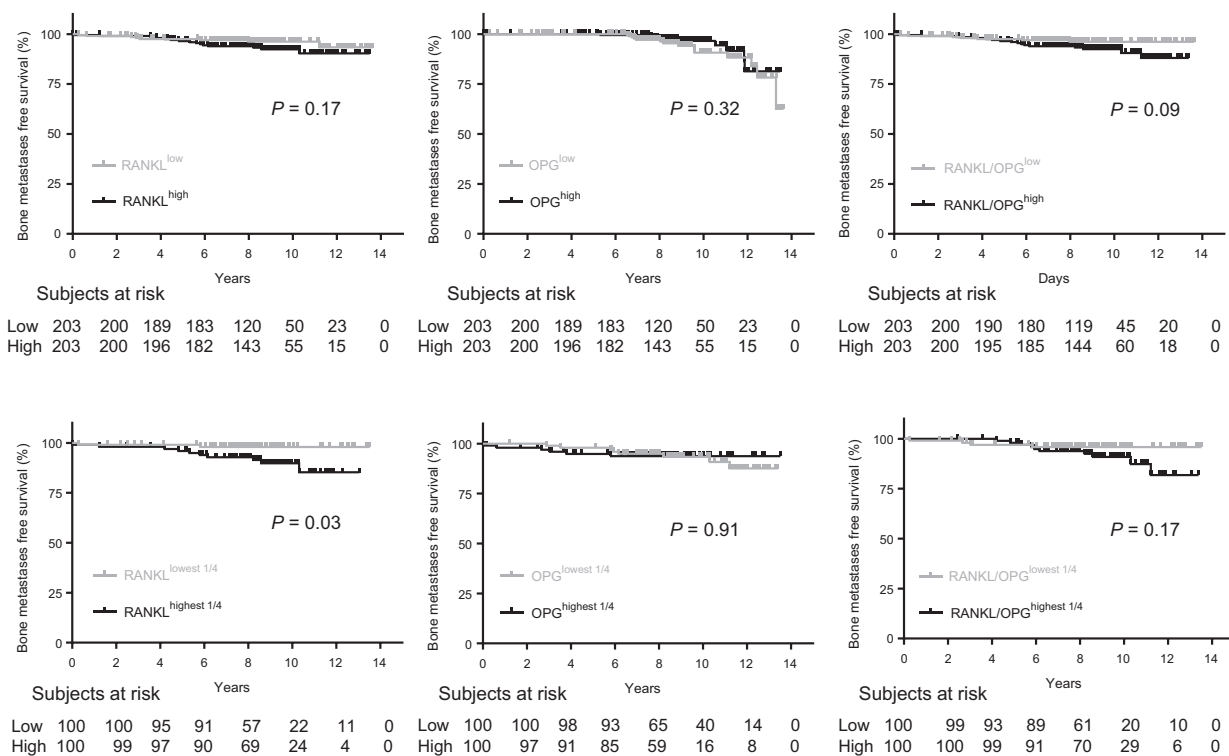 Bone metastases free survival (%)
100
75
50
25
0
P = 0.17
RANKL low
RANKL high
0 2 4 6 8 10 12 14
Years
Subjects at risk
Low 203 200 189 183 120 50 23 0
High 203 200 196 182 143 55 15 0
Bone metastases free survival (%)
100
75
50
25
0
P = 0.32
OPG low
OPG high
0 2 4 6 8 10 12 14
Years
Subjects at risk
Low 203 200 189 183 120 50 23 0
High 203 200 196 182 143 55 15 0
Bone metastases free survival (%)
100
75
50
25
0
P = 0.09
RANKL/OPG low
RANKL/OPG high
0 2 4 6 8 10 12 14
Days
Subjects at risk
Low 203 200 190 180 119 45 20 0
High 203 200 195 185 144 60 18 0
Bone metastases free survival (%)
100
75
50
25
0
P = 0.03
RANKL lowest 1/4
RANKL highest 1/4
0 2 4 6 8 10 12 14
Years
Subjects at risk
Low 100 100 95 91 57 22 11 0
High 100 99 97 90 69 24 4 0
Bone metastases free survival (%)
100
75
50
25
0
P = 0.91
OPG lowest 1/4
OPG highest 1/4
0 2 4 6 8 10 12 14
Years
Subjects at risk
Low 100 100 98 93 65 40 14 0
High 100 97 91 85 59 16 8 0
Bone metastases free survival (%)
100
75
50
25
0
P = 0.17
RANKL/OPG lowest 1/4
RANKL/OPG highest 1/4
0 2 4 6 8 10 12 14
Years
Subjects at risk
Low 100 99 93 89 61 20 10 0
High 100 100 99 91 70 29 6 0